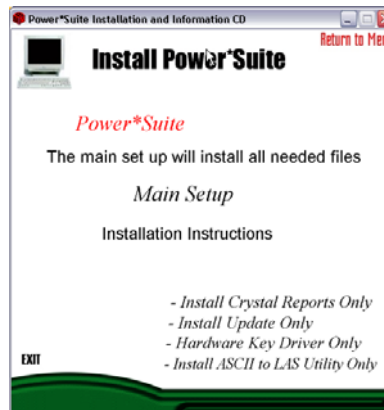 Power*Suite Installation and Information CD
Return to Men
Install Power*Suite
Power*Suite
The main set up will install all needed files
Main Setup
Installation Instructions
- Install Crystal Reports Only
- Install Update Only
- Hardware Key Driver Only
- Install ASCII to LAS Utility Only
EXIT